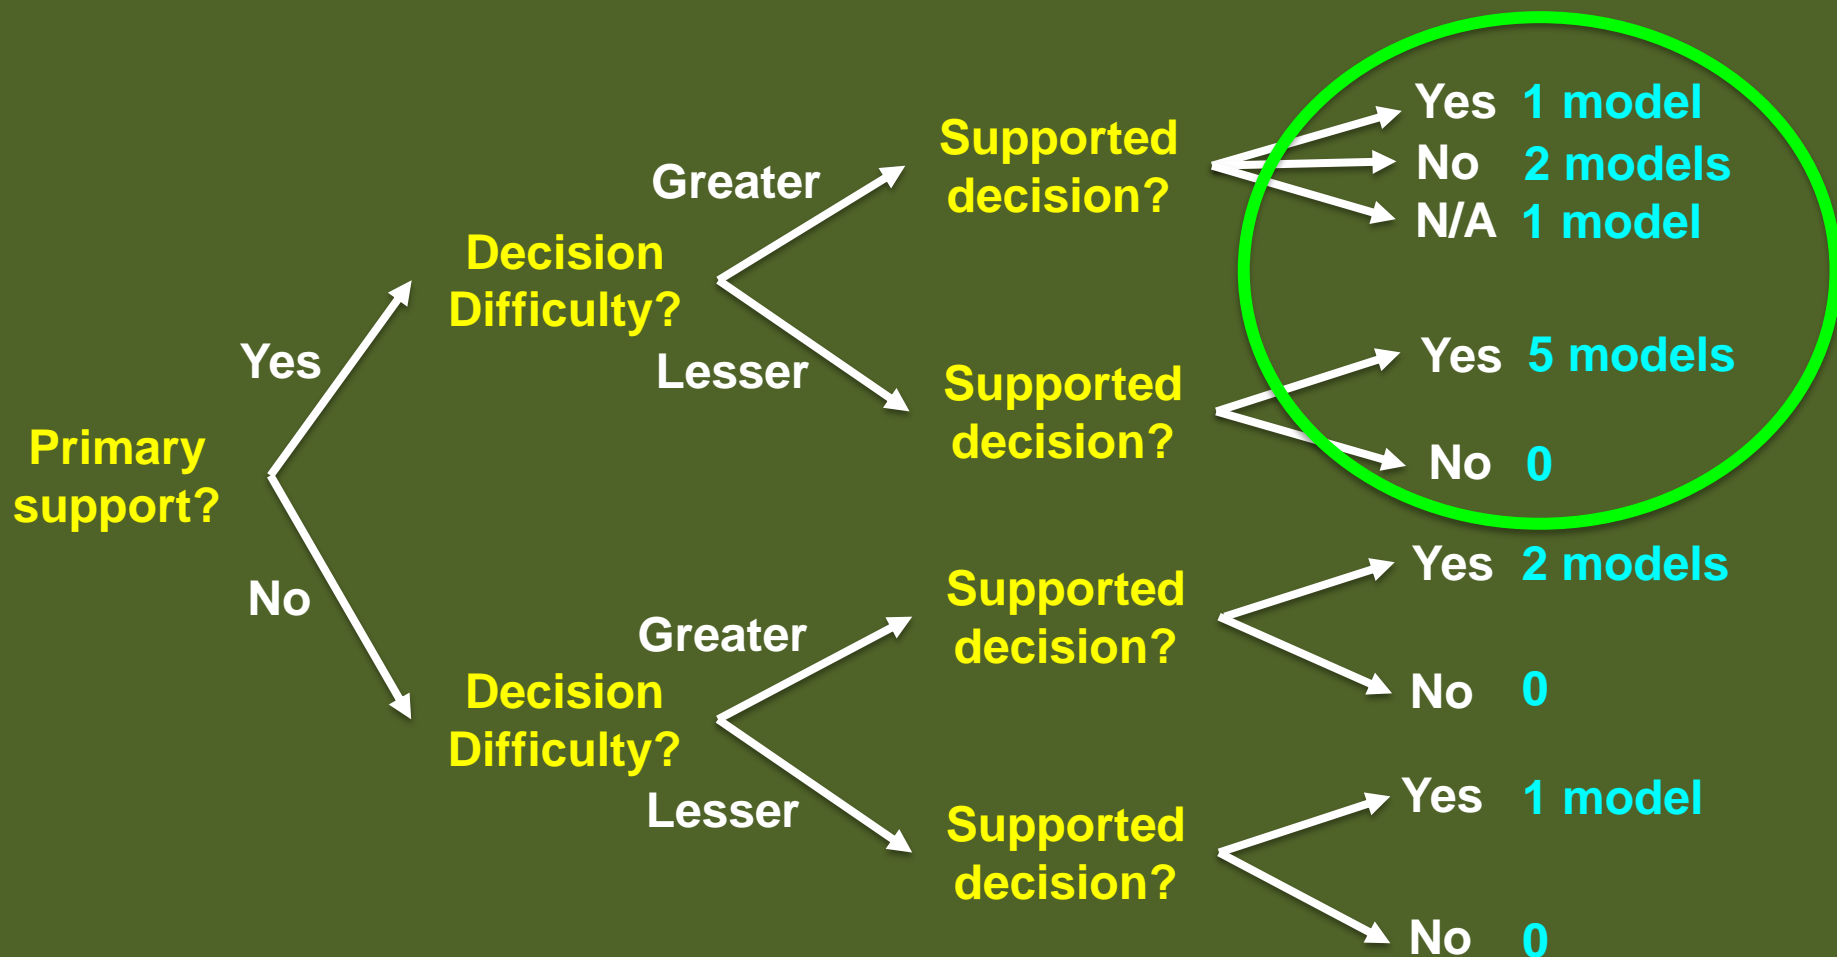 Primary
support?
Yes
No
Decision
Difficulty?
Greater
Lesser
Supported
decision?
Yes 1 model
No 2 models
N/A 1 model
Supported
decision?
Yes 5 models
No 0
Decision
Difficulty?
Greater
Lesser
Supported
decision?
Yes 2 models
No 0
Supported
decision?
Yes 1 model
No 0